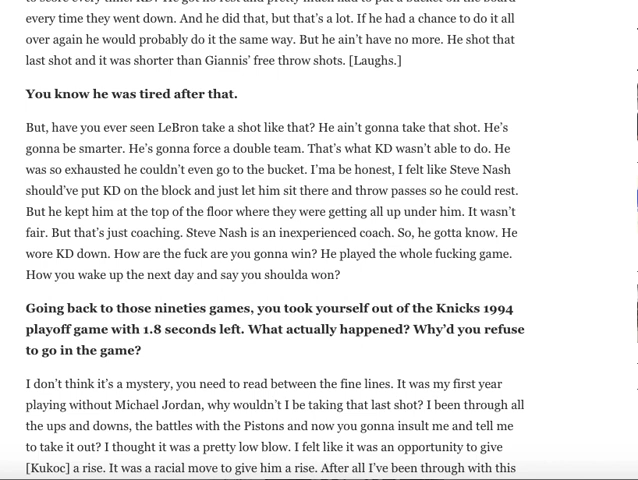 every time they went down. And he did that, but that's a lot. If he had a chance to do it all
over again he would probably do it the same way. But he ain't have no more. He shot that
last shot and it was shorter than Giannis' free throw shots. [Laughs.]
You know he was tired after that.
But, have you ever seen LeBron take a shot like that? He ain't gonna take that shot. He's
gonna be smarter. He's gonna force a double team. That's what KD wasn't able to do. He
was so exhausted he couldn't even go to the bucket. I'ma be honest, I felt like Steve Nash
should've put KD on the block and just let him sit there and throw passes so he could rest.
But he kept him at the top of the floor where they were getting all up under him. It wasn't
fair. But that's just coaching. Steve Nash is an inexperienced coach. So, he gotta know. He
wore KD down. How are the fuck are you gonna win? He played the whole fucking game.
How you wake up the next day and say you shoulda won?
Going back to those nineties games, you took yourself out of the Knicks 1994
playoff game with 1.8 seconds left. What actually happened? Why'd you refuse
to go in the game?
I don't think it's a mystery, you need to read between the fine lines. It was my first year
playing without Michael Jordan, why wouldn't I be taking that last shot? I been through all
the ups and downs, the battles with the Pistons and now you gonna insult me and tell me
to take it out? I thought it was a pretty low blow. I felt like it was an opportunity to give
[Kukoc] a rise. It was a racial move to give him a rise. After all I've been through with this